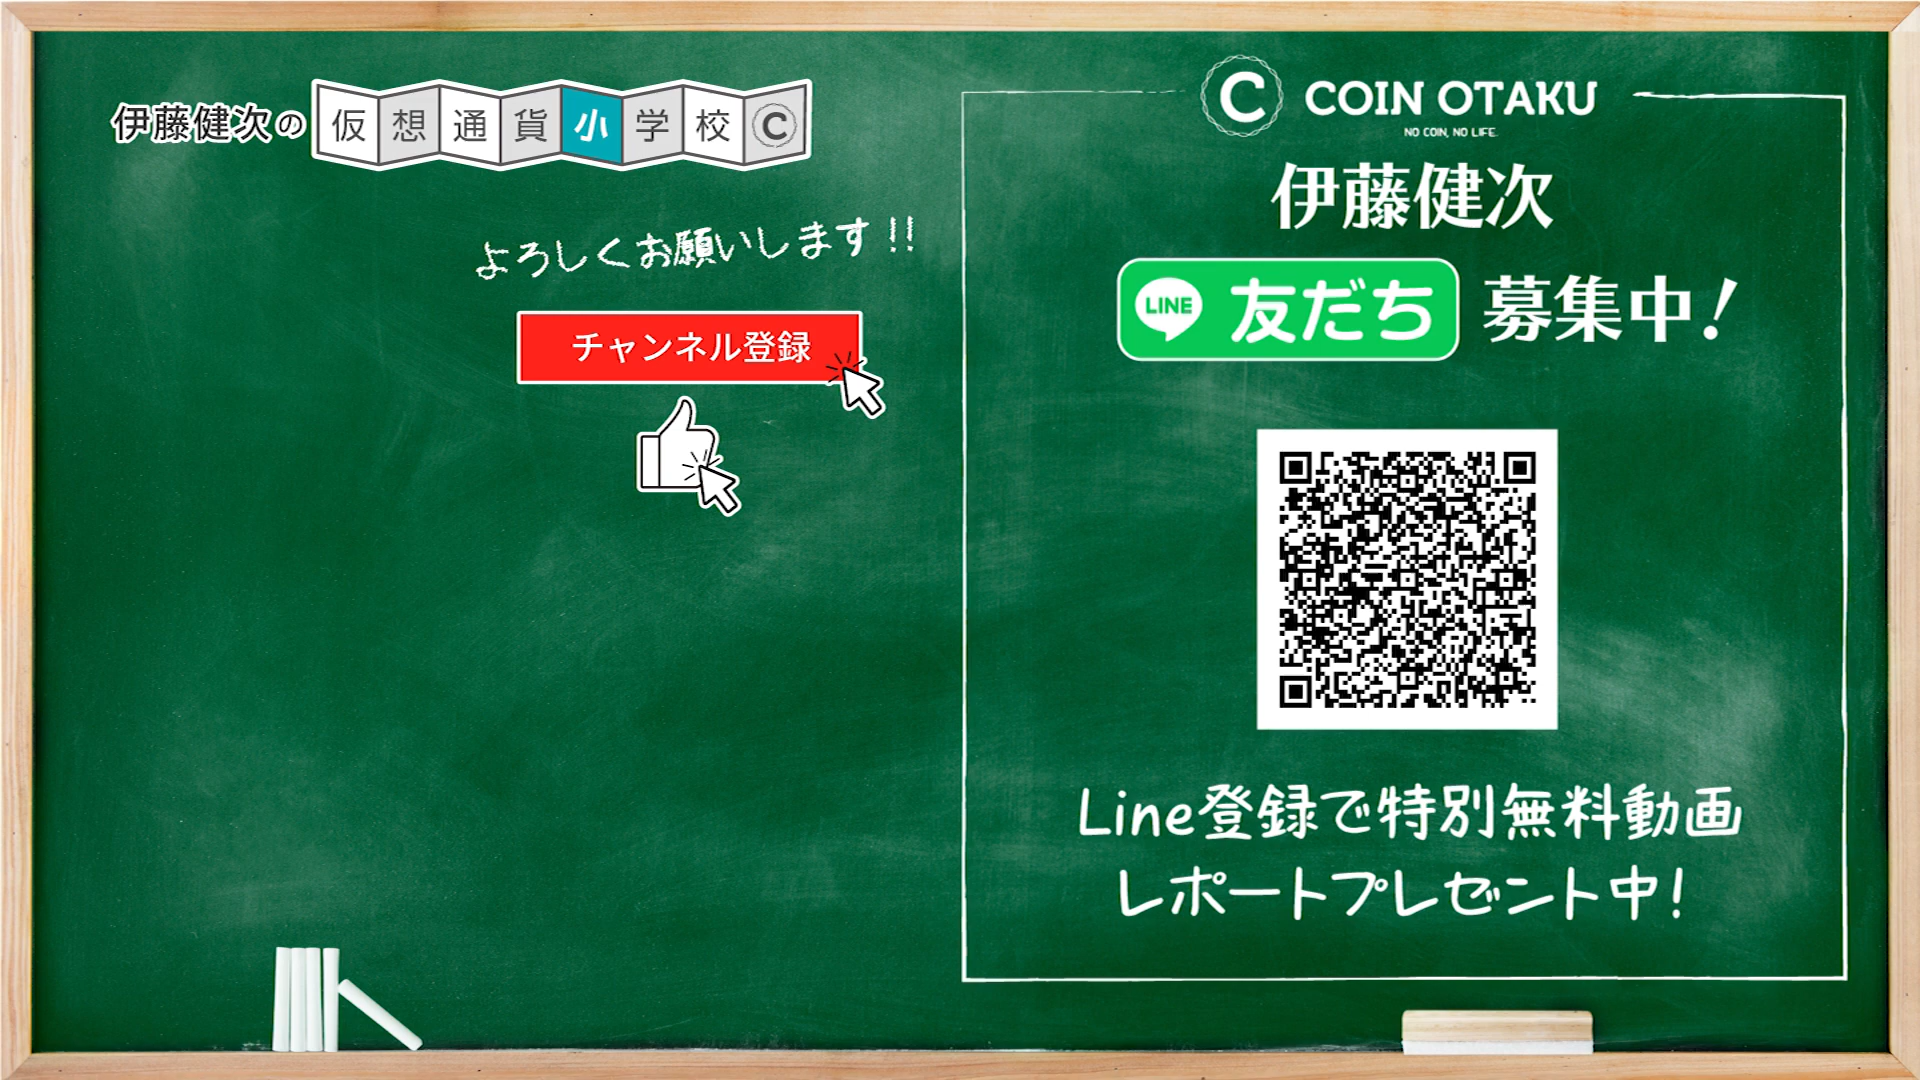 伊藤健次の 仮想通貨小学校 C
よろしくお願いします!!
チャンネル登録
C COIN OTAKU
NO COIN, NO LIFE.
伊藤健次
LINE 友だち 募集中!
Line登録で特別無料動画
レポートプレゼント中!